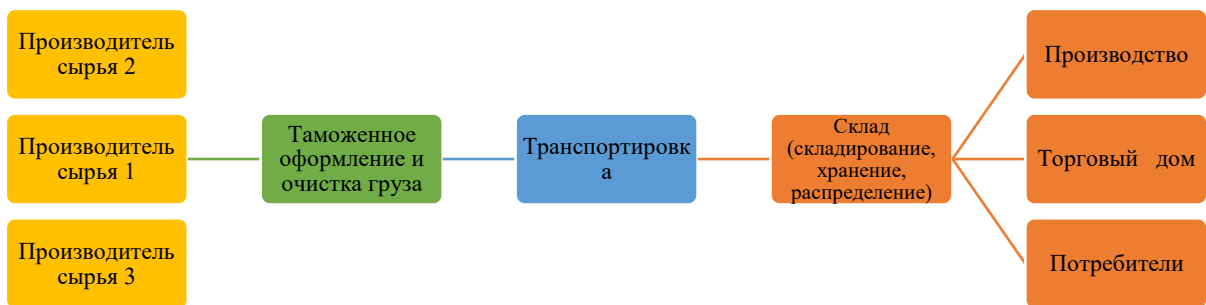 Производитель
сырья 2
Производитель
сырья 1
Производитель
сырья 3
Таможенное
оформление и
очистка груза
Транспортировк
а
Склад
(складирование,
хранение,
распределение)
Производство
Торговый дом
Потребители